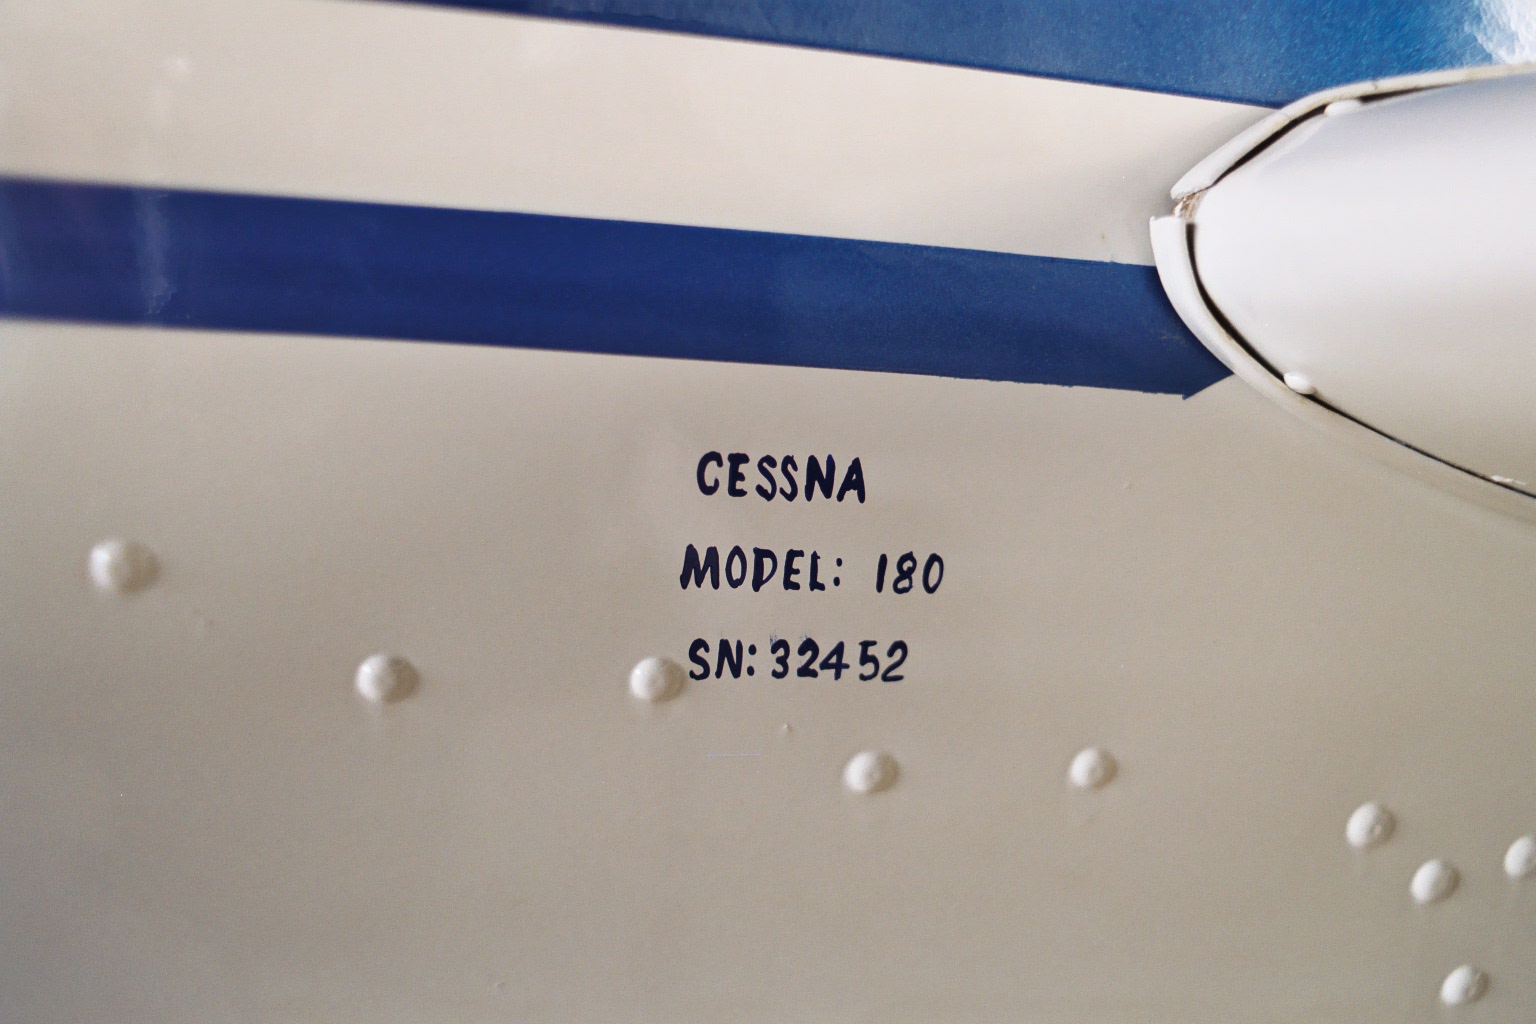 CESSNA
MODEL: 180
SN: 32452